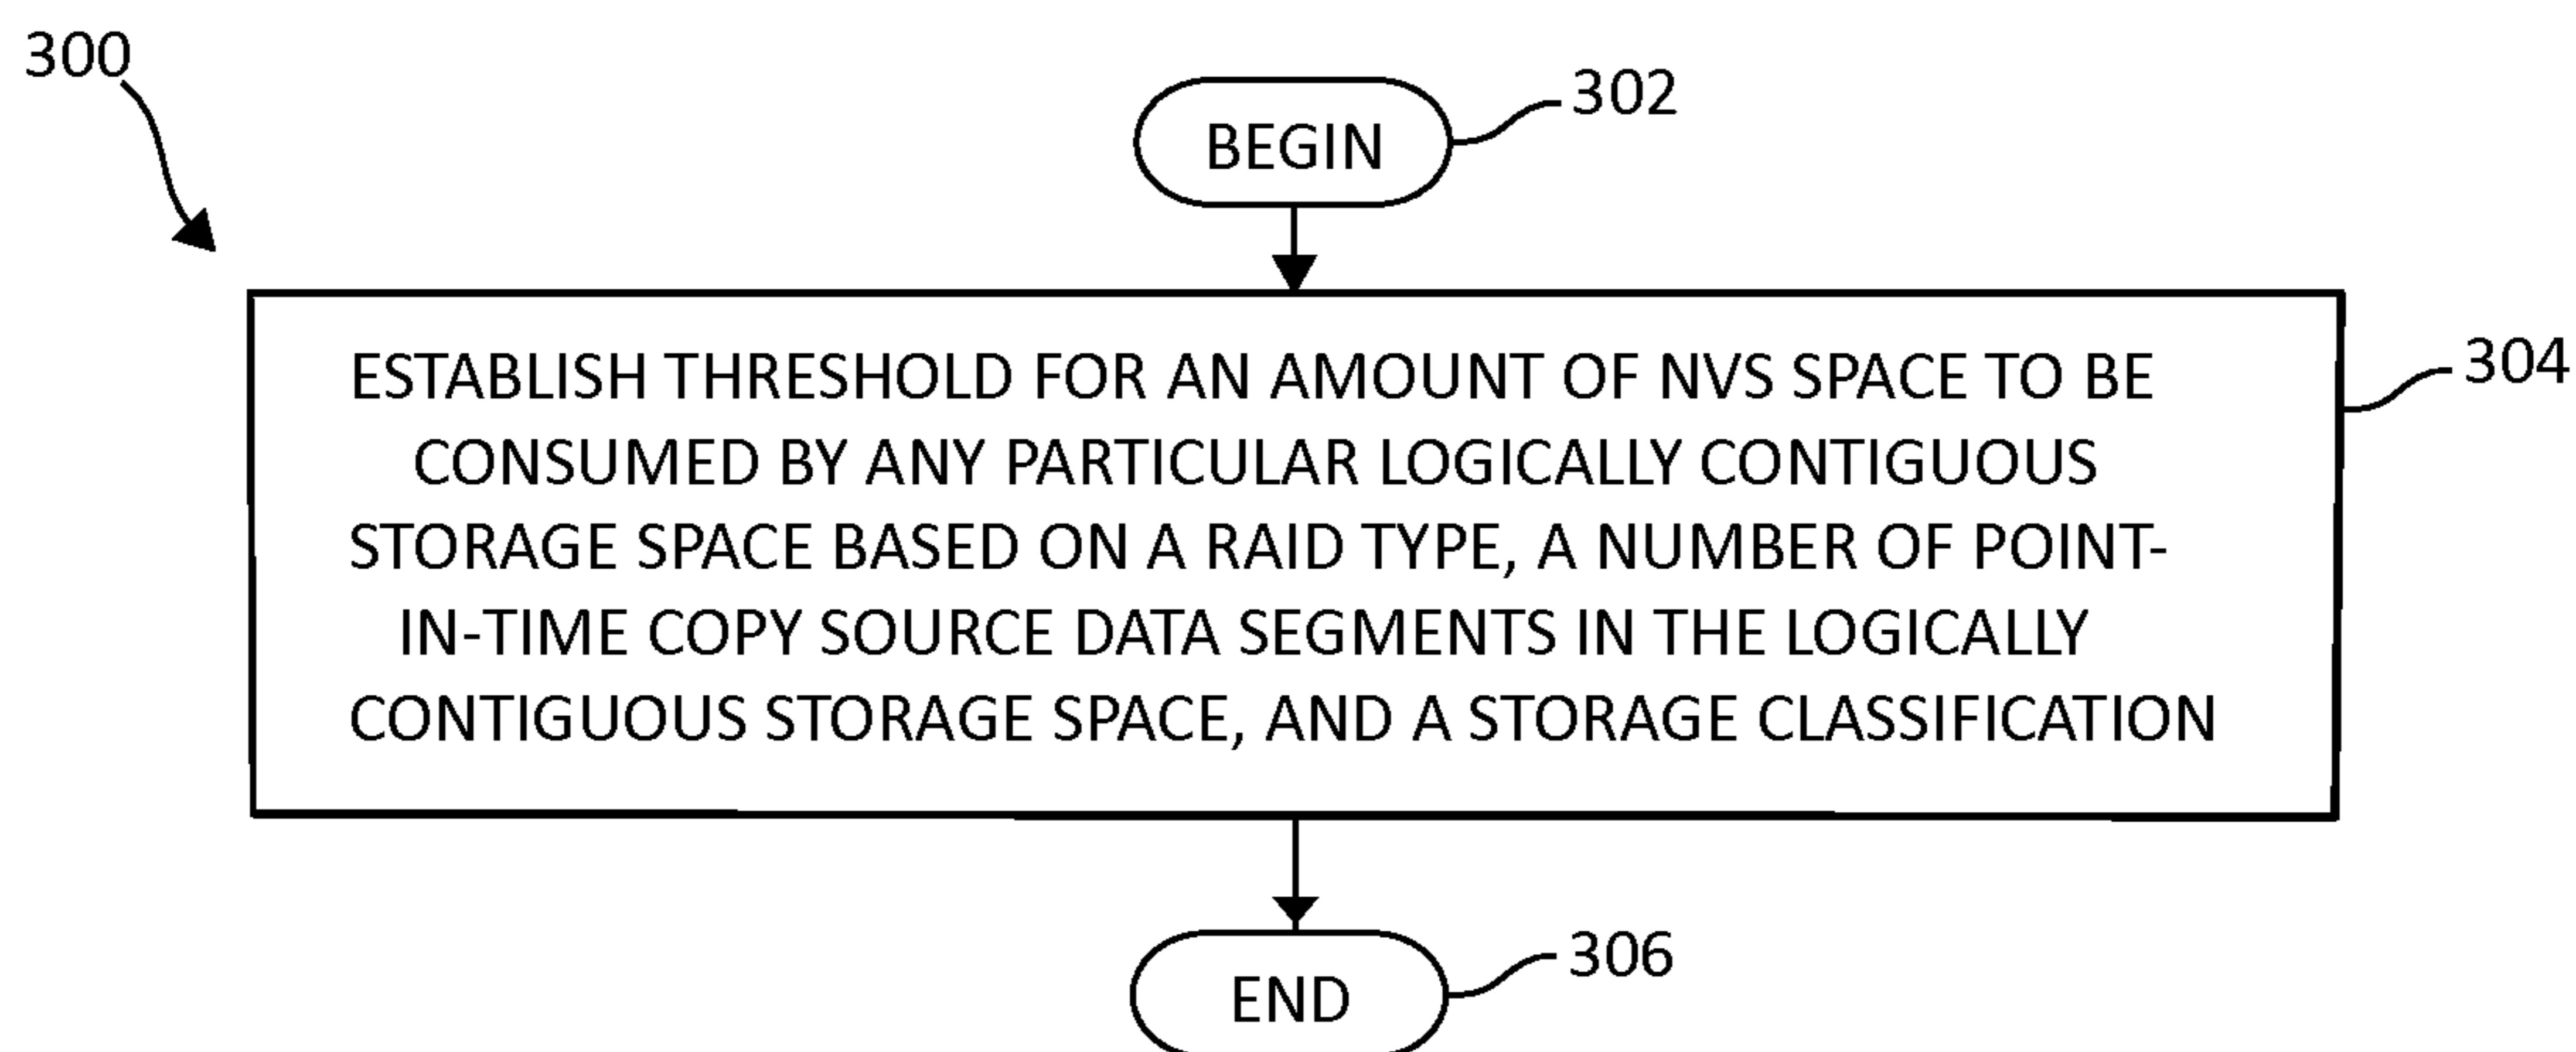 300
302
BEGIN
304
ESTABLISH THRESHOLD FOR AN AMOUNT OF NVS SPACE TO BE
CONSUMED BY ANY PARTICULAR LOGICALLY CONTIGUOUS
STORAGE SPACE BASED ON A RAID TYPE, A NUMBER OF POINT-
IN-TIME COPY SOURCE DATA SEGMENTS IN THE LOGICALLY
CONTIGUOUS STORAGE SPACE, AND A STORAGE CLASSIFICATION
306
END